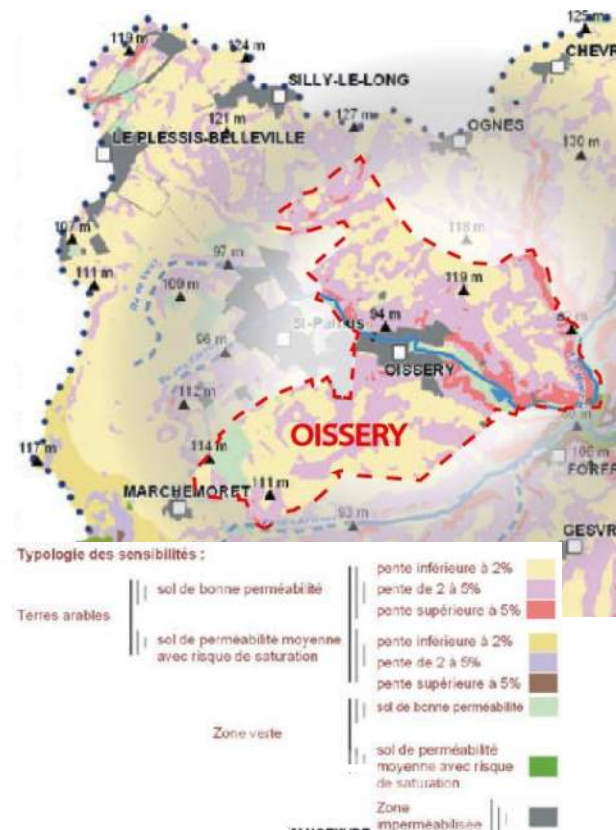 119 m
124 m
125 m
CHEVR
SILLY-LE-LONG
121 m
127 m
OGNES
LE PLESSIS-BELLEVILLE
130 m
107 m
118 m
97 m
111 m
109 m
119 m
94 m
St-Pathus
96 m
OISSERY
112 m
OISSERY
114 m
117 m
111 m
106 m
FORFR
MARCHEMORET
93 m
GESVR
Typologie des sensibilités :
Terres arables
sol de bonne perméabilité
pente inférieure à 2%
pente de 2 à 5%
pente supérieure à 5%
sol de perméabilité moyenne
avec risque de saturation
pente inférieure à 2%
pente de 2 à 5%
pente supérieure à 5%
Zone verte
sol de bonne perméabilité
sol de perméabilité
moyenne avec risque
de saturation
Zone
imperméabilisée